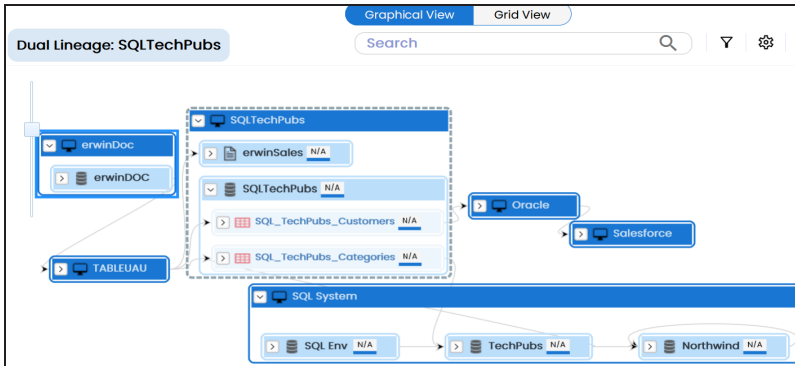 Graphical View
Grid View
Dual Lineage: SQLTechPubs
Search
SQLTechPubs
erwinDoc
erwinSales N/A
erwinDOC
SQLTechPubs N/A
Oracle
SQL_TechPubs_Customers N/A
Salesforce
SQL_TechPubs_Categories N/A
TABLEUAU
SQL System
SQL Env N/A
TechPubs N/A
Northwind N/A